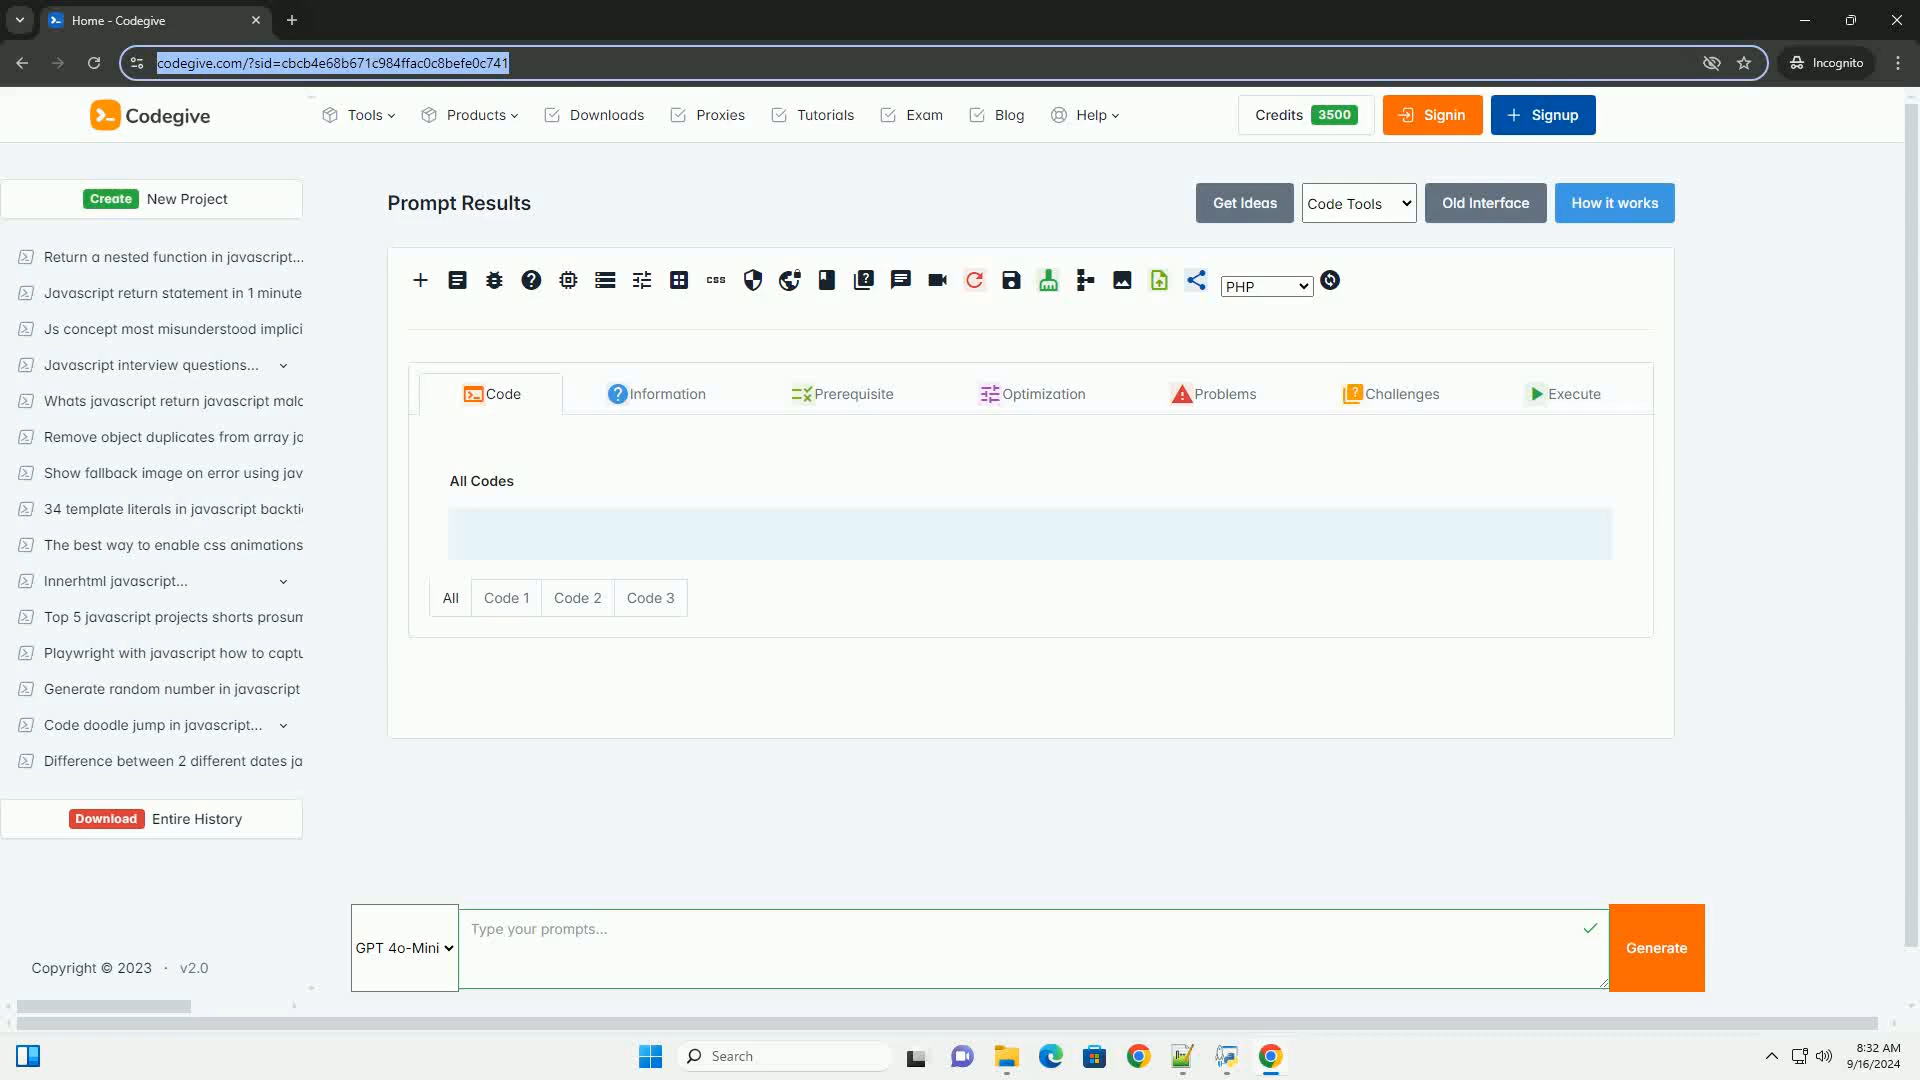 Home - Codegive
codegive.com/?sid=cbcb4e68b671c984ffac0c8befe0c741
Incognito
Codegive
Tools
Products
Downloads
Proxies
Tutorials
Exam
Blog
Help
Credits 3500
Signin
Signup
Create New Project
Return a nested function in javascript...
Javascript return statement in 1 minute
Js concept most misunderstood implici
Javascript interview questions...
Whats javascript return javascript malc
Remove object duplicates from array jc
Show fallback image on error using jav
34 template literals in javascript backti
The best way to enable css animations
Innerhtml javascript...
Top 5 javascript projects shorts prosum
Playwright with javascript how to captu
Generate random number in javascript
Code doodle jump in javascript...
Difference between 2 different dates ja
Download Entire History
Copyright © 2023 · v2.0
Prompt Results
Get Ideas
Code Tools
Old Interface
How it works
CSS
PHP
Code
Information
Prerequisite
Optimization
Problems
Challenges
Execute
All Codes
All
Code 1
Code 2
Code 3
GPT 4o-Mini
Type your prompts...
Generate
Search
8:32 AM
9/16/2024